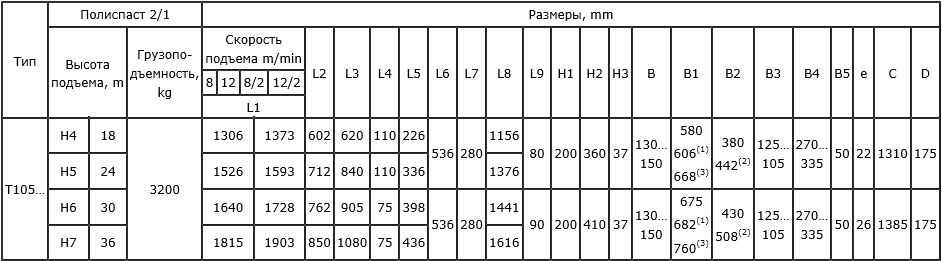 Тип Полиспаст 2/1 Размеры, mm
Высота подъема, m Грузопо-дъемность, kg Скорость подъема m/min L2 L3 L4 L5 L6 L7 L8 L9 H1 H2 H3 B B1 B2 B3 B4 B5 e C D
8 12 8/2 12/2
L1
T105... 3200
H4 18 1306 1373 602 620 110 226 536 280 1156 80 200 360 37 130... 150 580 606(1) 668(3) 380 442(2) 125... 105 270... 335 50 22 1310 175
H5 24 1526 1593 712 840 110 336 1376
H6 30 1640 1728 762 905 75 398 536 280 1441 90 200 410 37 130... 150 675 682(1) 760(3) 430 508(2) 125... 105 270... 335 50 26 1385 175
H7 36 1815 1903 850 1080 75 436 1616